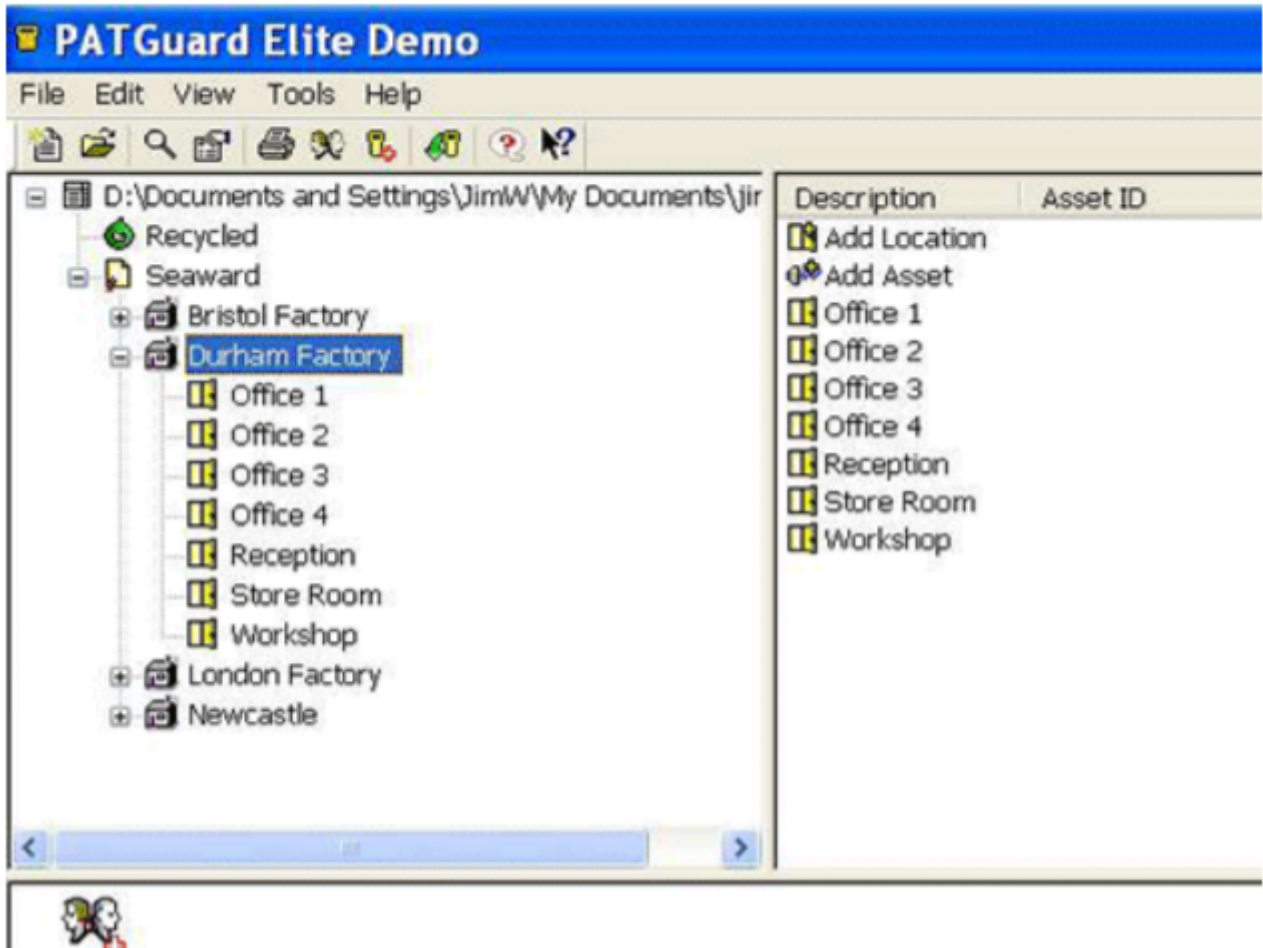 PATGuard Elite Demo
File Edit View Tools Help
D:\Documents and Settings\JimW\My Documents\jir
Recycled
Seaward
Bristol Factory
Durham Factory
Office 1
Office 2
Office 3
Office 4
Reception
Store Room
Workshop
London Factory
Newcastle
Description Asset ID
Add Location
Add Asset
Office 1
Office 2
Office 3
Office 4
Reception
Store Room
Workshop